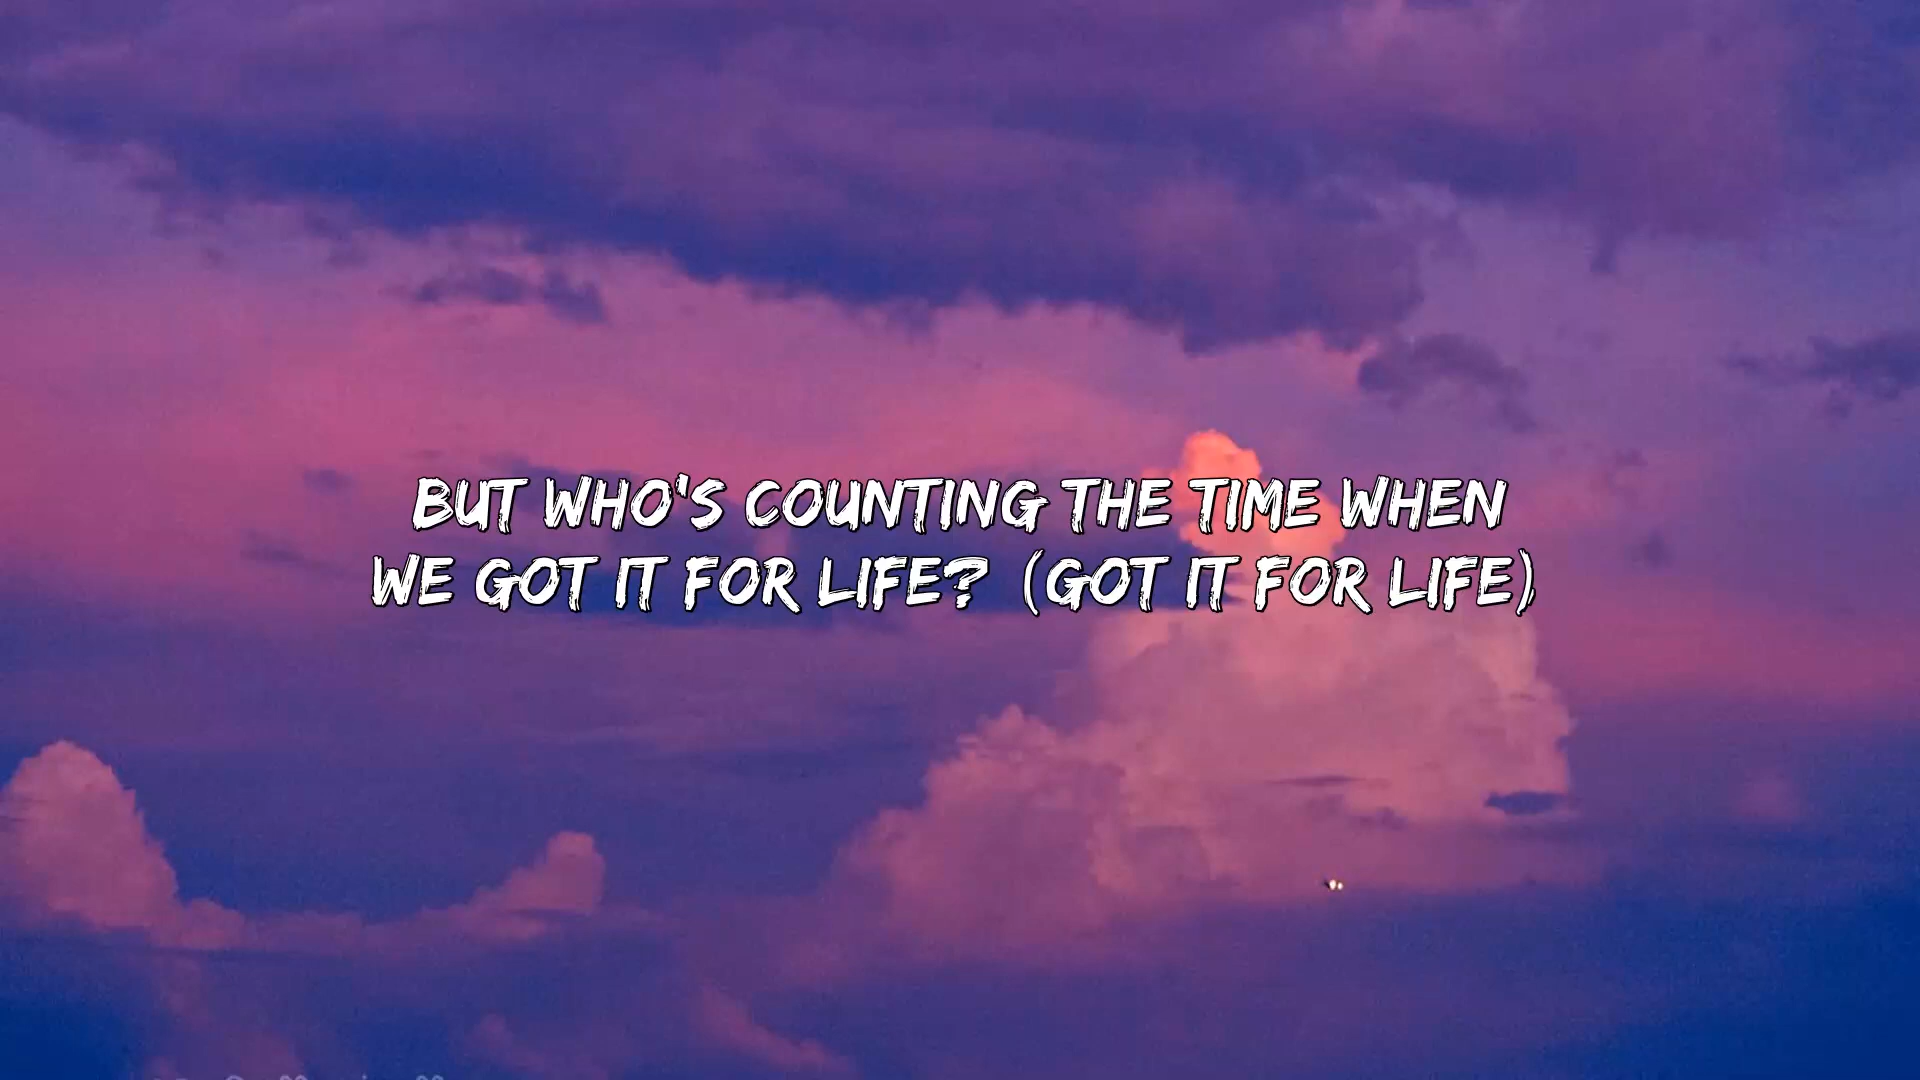 BUT WHO'S COUNTING THE TIME WHEN
WE GOT IT FOR LIFE? (GOT IT FOR LIFE)